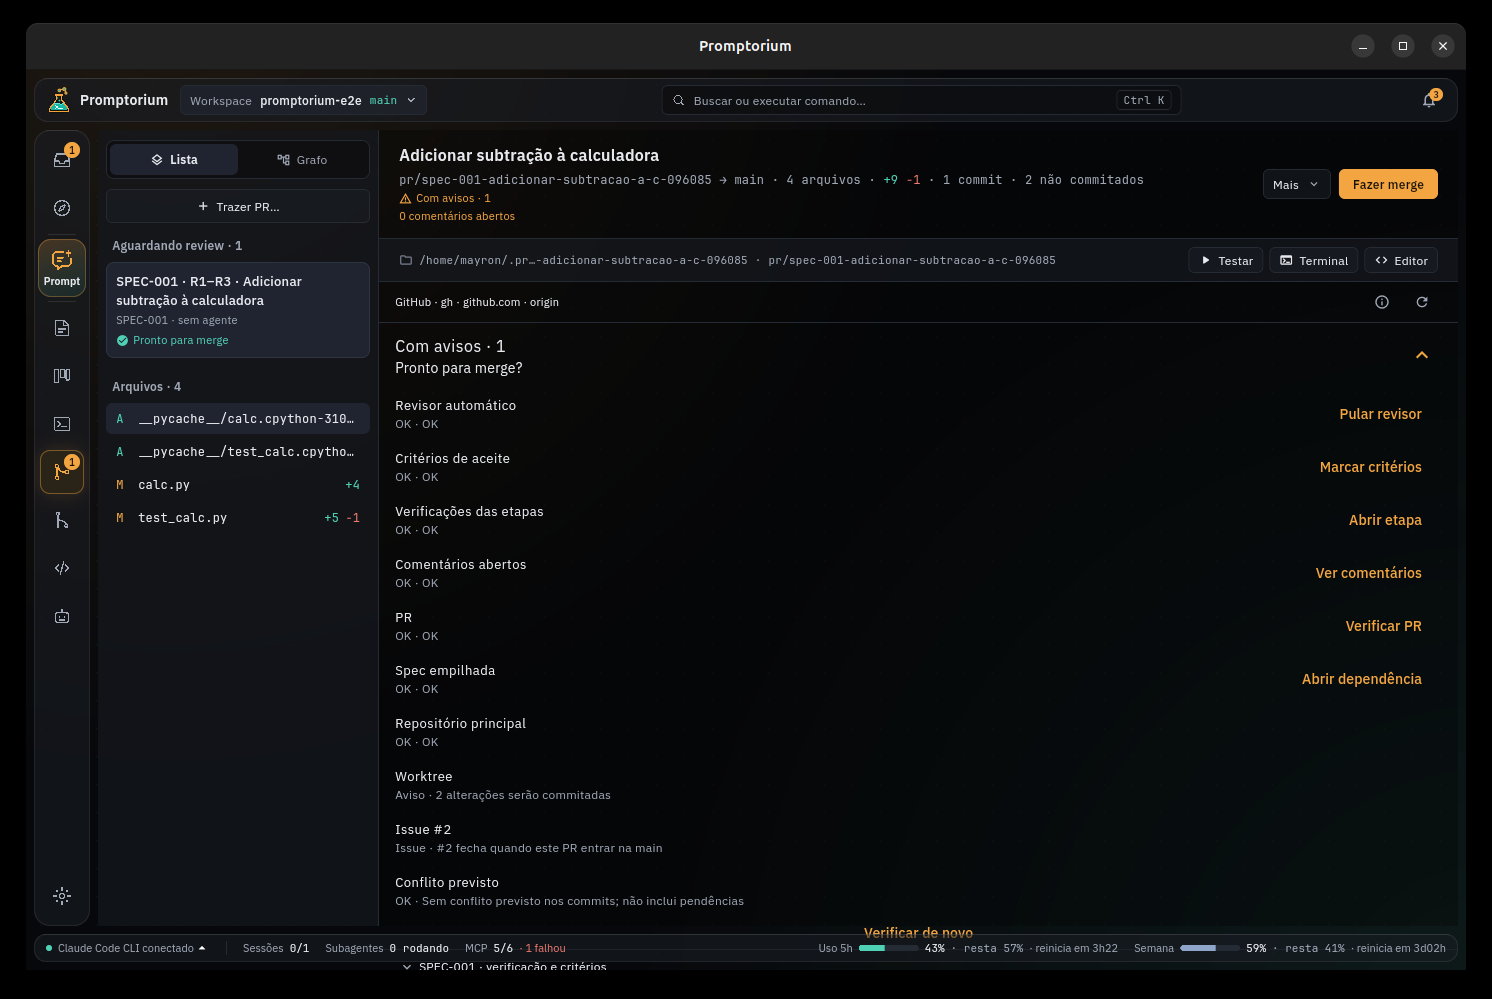 Promptorium
Promptorium
Workspace promptorium-e2e main
Buscar ou executar comando...
Ctrl K
3
1
Prompt
1
Lista
Grafo
+ Trazer PR...
Aguardando review · 1
SPEC-001 · R1–R3 · Adicionar
subtração à calculadora
SPEC-001 · sem agente
Pronto para merge
Arquivos · 4
A __pycache__/calc.cpython-310…
A __pycache__/test_calc.cpytho…
M calc.py +4
M test_calc.py +5 -1
Adicionar subtração à calculadora
pr/spec-001-adicionar-subtracao-a-c-096085 → main · 4 arquivos · +9 -1 · 1 commit · 2 não commitados
Com avisos · 1
0 comentários abertos
Mais
Fazer merge
/home/mayron/.pr…-adicionar-subtracao-a-c-096085 · pr/spec-001-adicionar-subtracao-a-c-096085
Testar
Terminal
Editor
GitHub · gh · github.com · origin
Com avisos · 1
Pronto para merge?
Revisor automático
OK · OK
Pular revisor
Critérios de aceite
OK · OK
Marcar critérios
Verificações das etapas
OK · OK
Abrir etapa
Comentários abertos
OK · OK
Ver comentários
PR
OK · OK
Verificar PR
Spec empilhada
OK · OK
Abrir dependência
Repositório principal
OK · OK
Worktree
Aviso · 2 alterações serão commitadas
Issue #2
Issue · #2 fecha quando este PR entrar na main
Conflito previsto
OK · Sem conflito previsto nos commits; não inclui pendências
Verificar de novo
Claude Code CLI conectado
Sessões 0/1
Subagentes 0 rodando
MCP 5/6 · 1 falhou
Uso 5h 43% · resta 57% · reinicia em 3h22
Semana 59% · resta 41% · reinicia em 3d02h
SPEC-001 · verificação e critérios